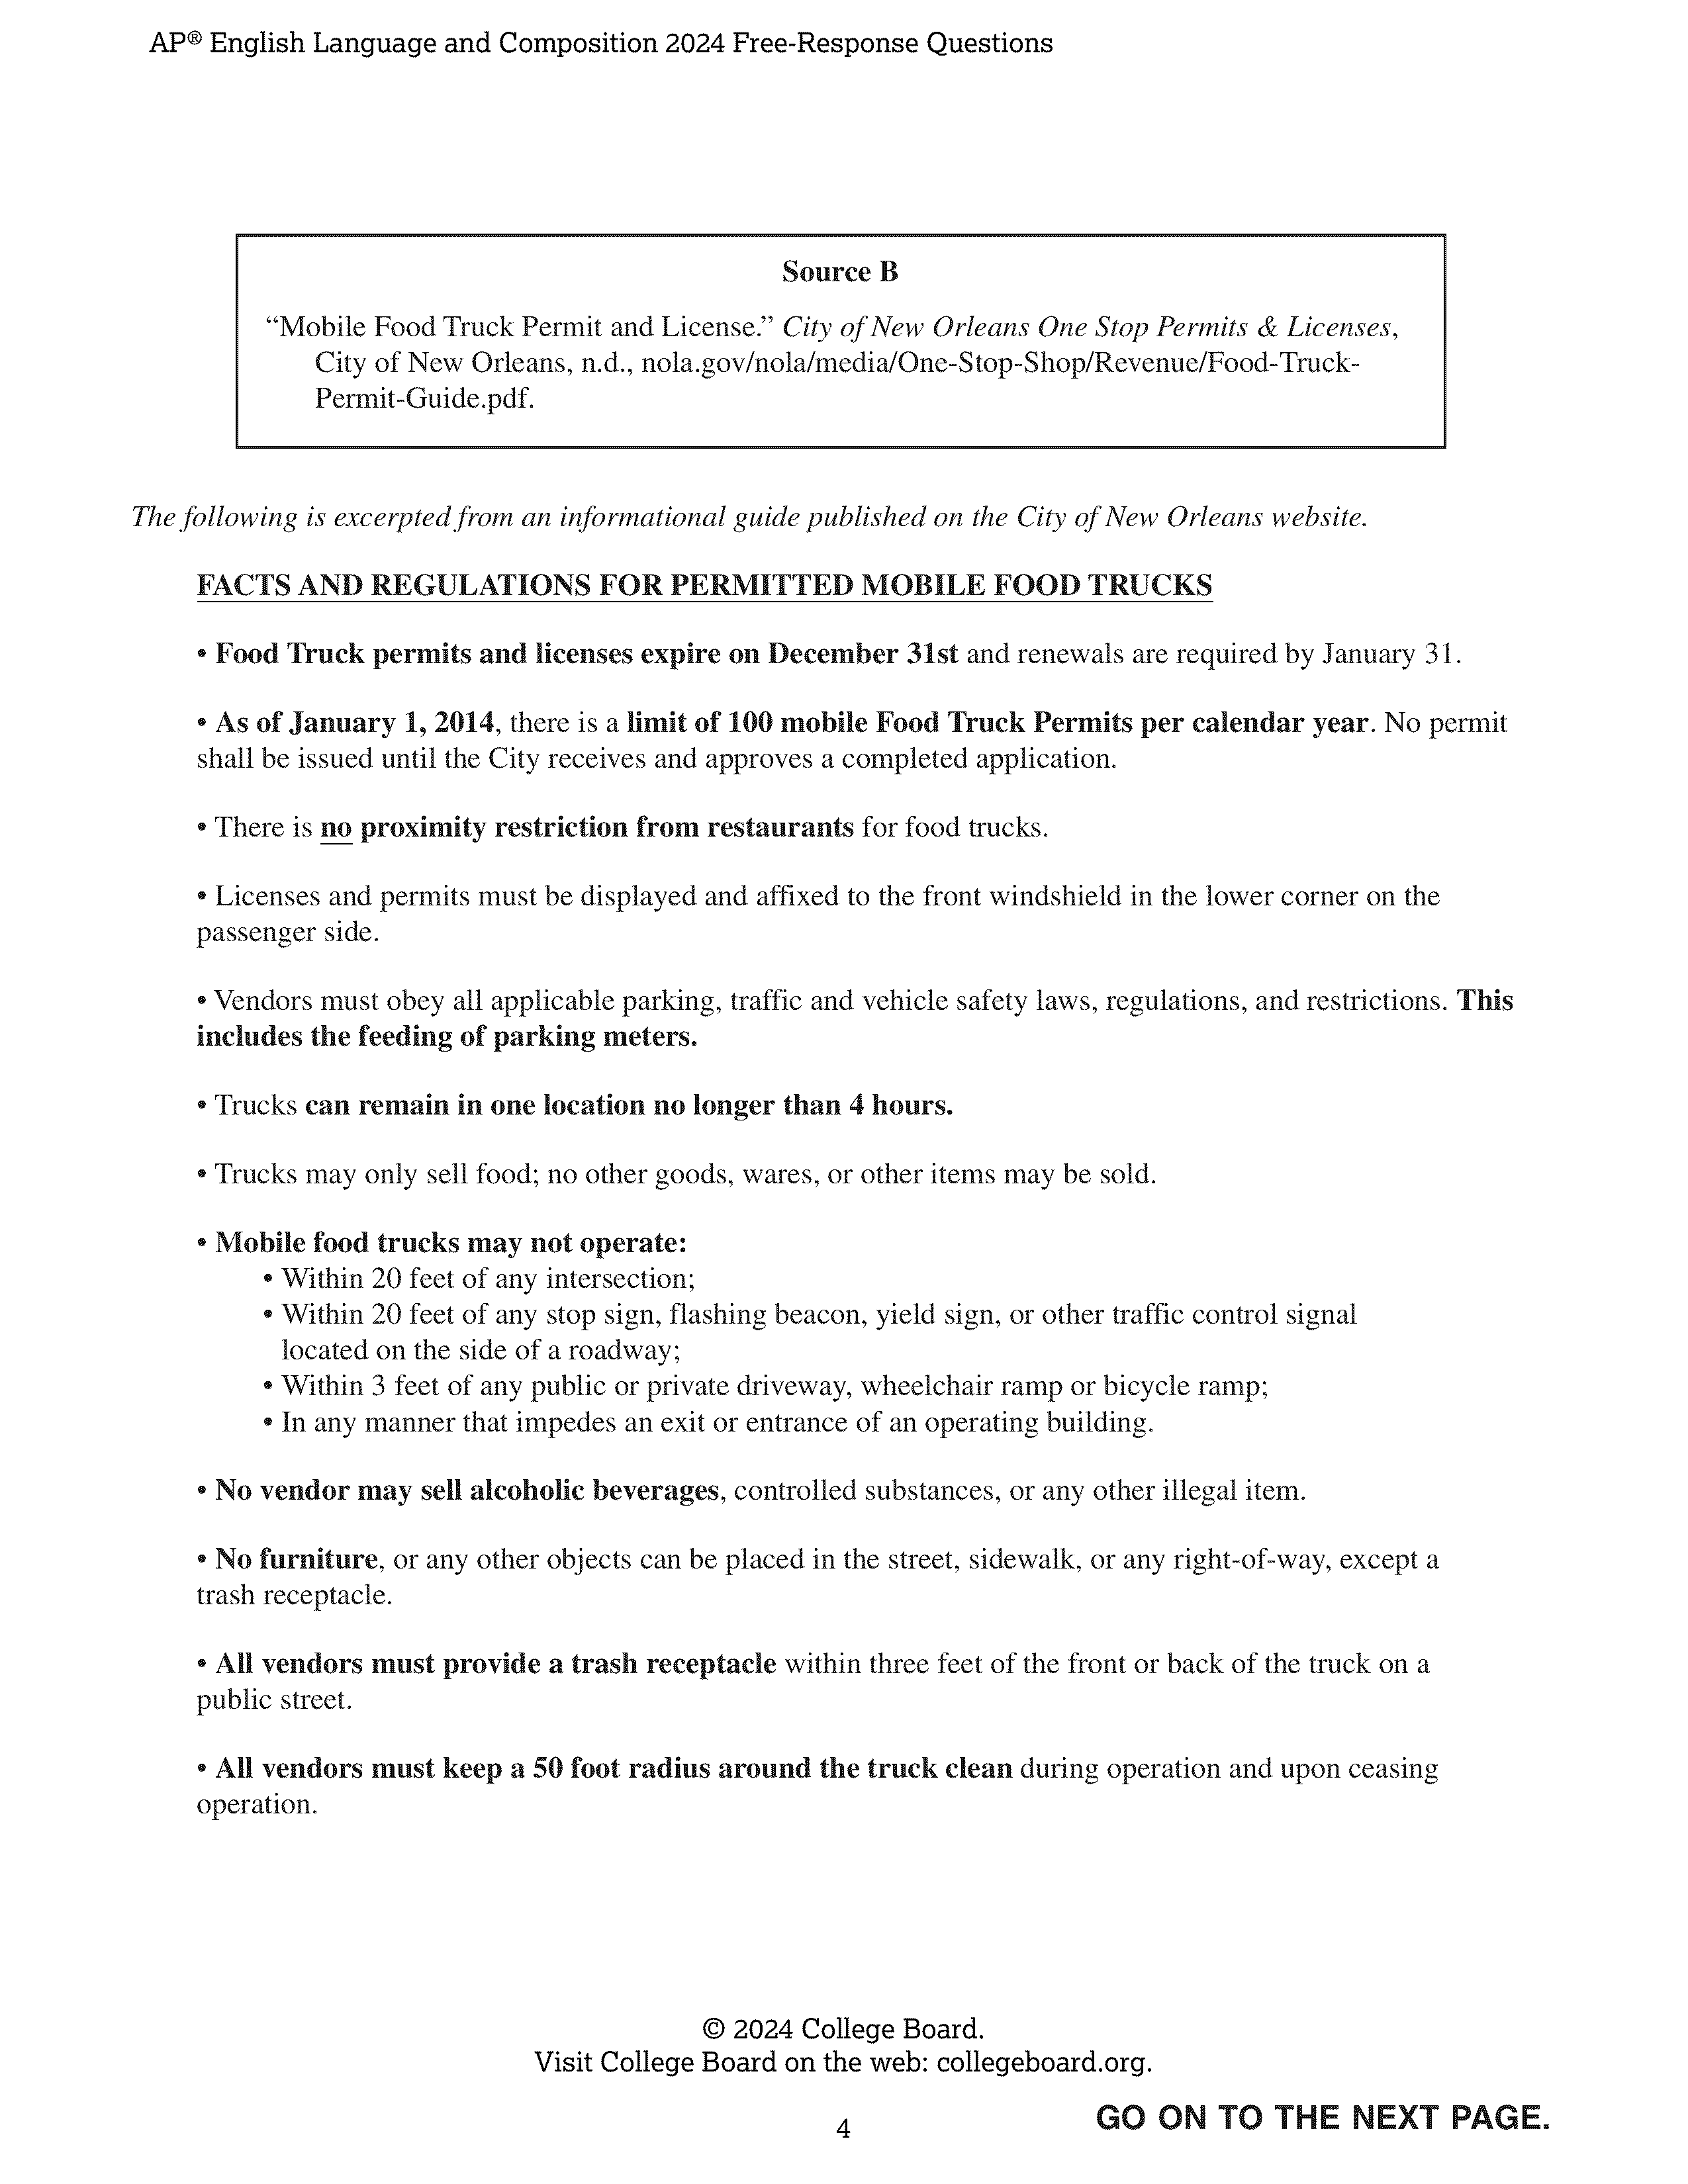 AP® English Language and Composition 2024 Free-Response Questions
Source B
“Mobile Food Truck Permit and License.” City of New Orleans One Stop Permits & Licenses,
City of New Orleans, n.d., nola.gov/nola/media/One-Stop-Shop/Revenue/Food-Truck-
Permit-Guide.pdf.
The following is excerpted from an informational guide published on the City of New Orleans website.
FACTS AND REGULATIONS FOR PERMITTED MOBILE FOOD TRUCKS
• Food Truck permits and licenses expire on December 31st and renewals are required by January 31.
• As of January 1, 2014, there is a limit of 100 mobile Food Truck Permits per calendar year. No permit
shall be issued until the City receives and approves a completed application.
• There is no proximity restriction from restaurants for food trucks.
• Licenses and permits must be displayed and affixed to the front windshield in the lower corner on the
passenger side.
• Vendors must obey all applicable parking, traffic and vehicle safety laws, regulations, and restrictions. This
includes the feeding of parking meters.
• Trucks can remain in one location no longer than 4 hours.
• Trucks may only sell food; no other goods, wares, or other items may be sold.
• Mobile food trucks may not operate:
• Within 20 feet of any intersection;
• Within 20 feet of any stop sign, flashing beacon, yield sign, or other traffic control signal
located on the side of a roadway;
• Within 3 feet of any public or private driveway, wheelchair ramp or bicycle ramp;
• In any manner that impedes an exit or entrance of an operating building.
• No vendor may sell alcoholic beverages, controlled substances, or any other illegal item.
• No furniture, or any other objects can be placed in the street, sidewalk, or any right-of-way, except a
trash receptacle.
• All vendors must provide a trash receptacle within three feet of the front or back of the truck on a
public street.
• All vendors must keep a 50 foot radius around the truck clean during operation and upon ceasing
operation.
© 2024 College Board.
Visit College Board on the web: collegeboard.org.
4
GO ON TO THE NEXT PAGE.